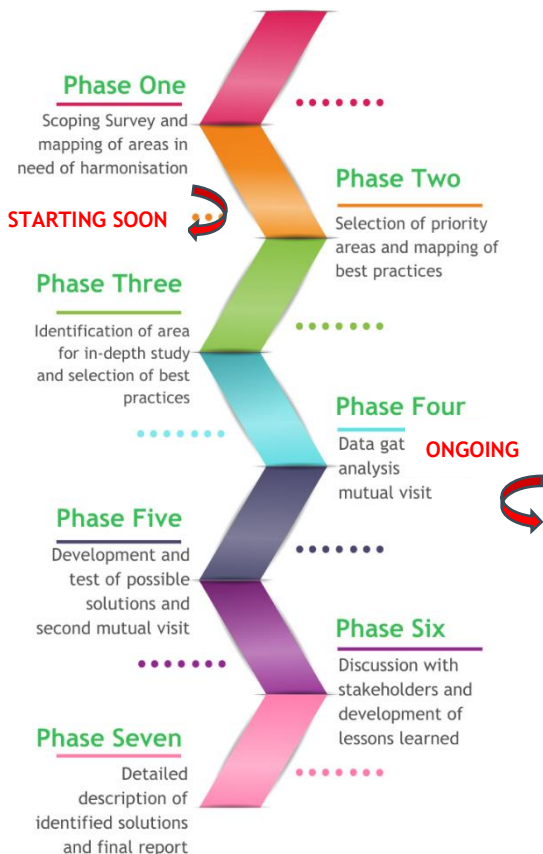 Phase One
Scoping Survey and
mapping of areas in
need of harmonisation
Phase Two
Selection of priority
areas and mapping of
best practices
STARTING SOON
Phase Three
Identification of area
for in-depth study
and selection of best
practices
Phase Four
Data gat
analysis
mutual visit
ONGOING
Phase Five
Development and
test of possible
solutions and
second mutual visit
Phase Six
Discussion with
stakeholders and
development of
lessons learned
Phase Seven
Detailed
description of
identified solutions
and final report